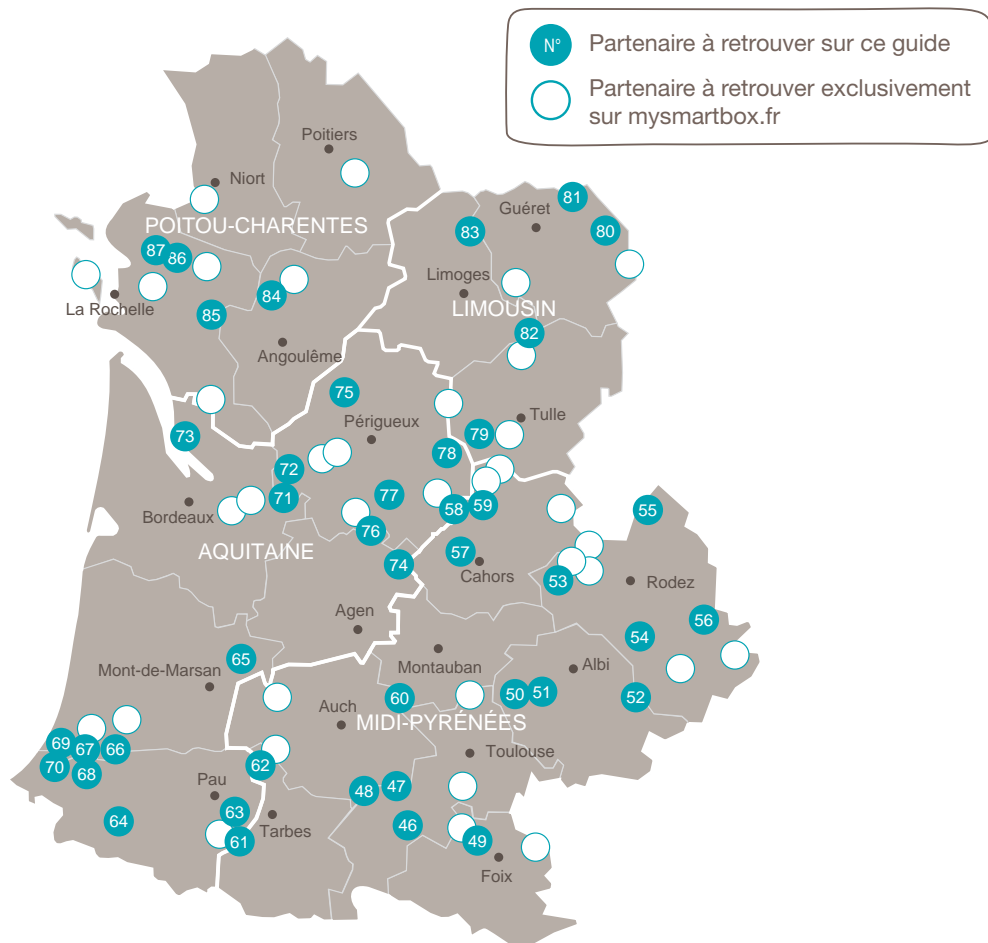 N° Partenaire à retrouver sur ce guide
Partenaire à retrouver exclusivement
sur mysmartbox.fr
Poitiers
Niort
81
Guéret
POITOU-CHARENTES
83
80
87
86
Limoges
84
La Rochelle
LIMOUSIN
85
82
Angoulême
75
Tulle
Périgueux
73
79
78
72
77
71
58
59
55
Bordeaux
76
AQUITAINE
57
74
Cahors
53
Rodez
Agen
56
54
65
Montauban
Albi
Mont-de-Marsan
60
50
51
52
Auch
MIDI-PYRÉNÉES
69
67
66
Toulouse
70
68
62
Pau
48
47
63
64
Tarbes
46
61
49
Foix